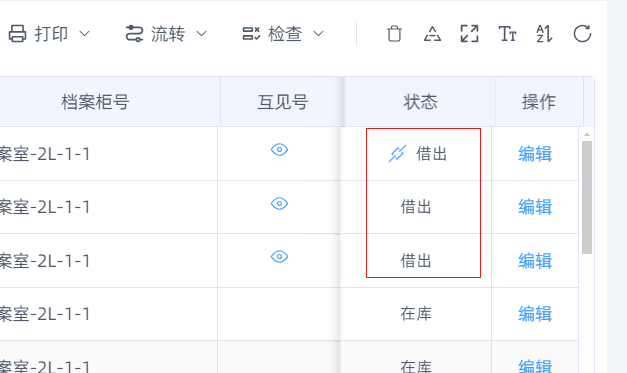 打印 流转 检查
档案柜号 互见号 状态 操作
案室-2L-1-1 借出 编辑
案室-2L-1-1 借出 编辑
案室-2L-1-1 借出 编辑
案室-2L-1-1 在库 编辑
案室-2L-1-1 在库 编辑